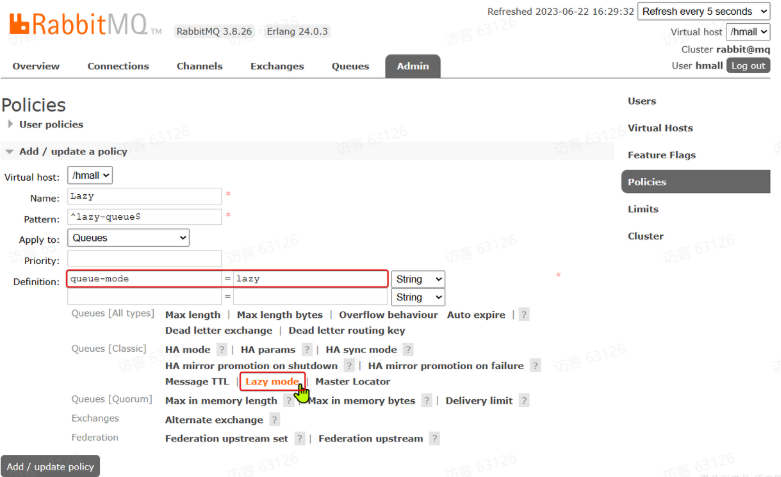 Refreshed 2023-06-22 16:29:32 Refresh every 5 seconds
RabbitMQ TM RabbitMQ 3.8.26 Erlang 24.0.3
Virtual host /hmall
Cluster rabbit@mq
User hmall Log out
Overview Connections Channels Exchanges Queues Admin
Policies
User policies
Add / update a policy
Virtual host: /hmall
Name: Lazy *
Pattern: ^lazy-queue$ *
Apply to: Queues
Priority:
Definition: queue-mode = lazy String *
= String
Queues [All types] Max length | Max length bytes | Overflow behaviour Auto expire | ?
Dead letter exchange | Dead letter routing key
Queues [Classic] HA mode ? | HA params ? | HA sync mode ?
HA mirror promotion on shutdown ? | HA mirror promotion on failure ?
Message TTL | Lazy mode | Master Locator
Queues [Quorum] Max in memory length ? | Max in memory bytes ? | Delivery limit ?
Exchanges Alternate exchange ?
Federation Federation upstream set ? | Federation upstream ?
Add / update policy
Users
Virtual Hosts
Feature Flags
Policies
Limits
Cluster
访客 63126